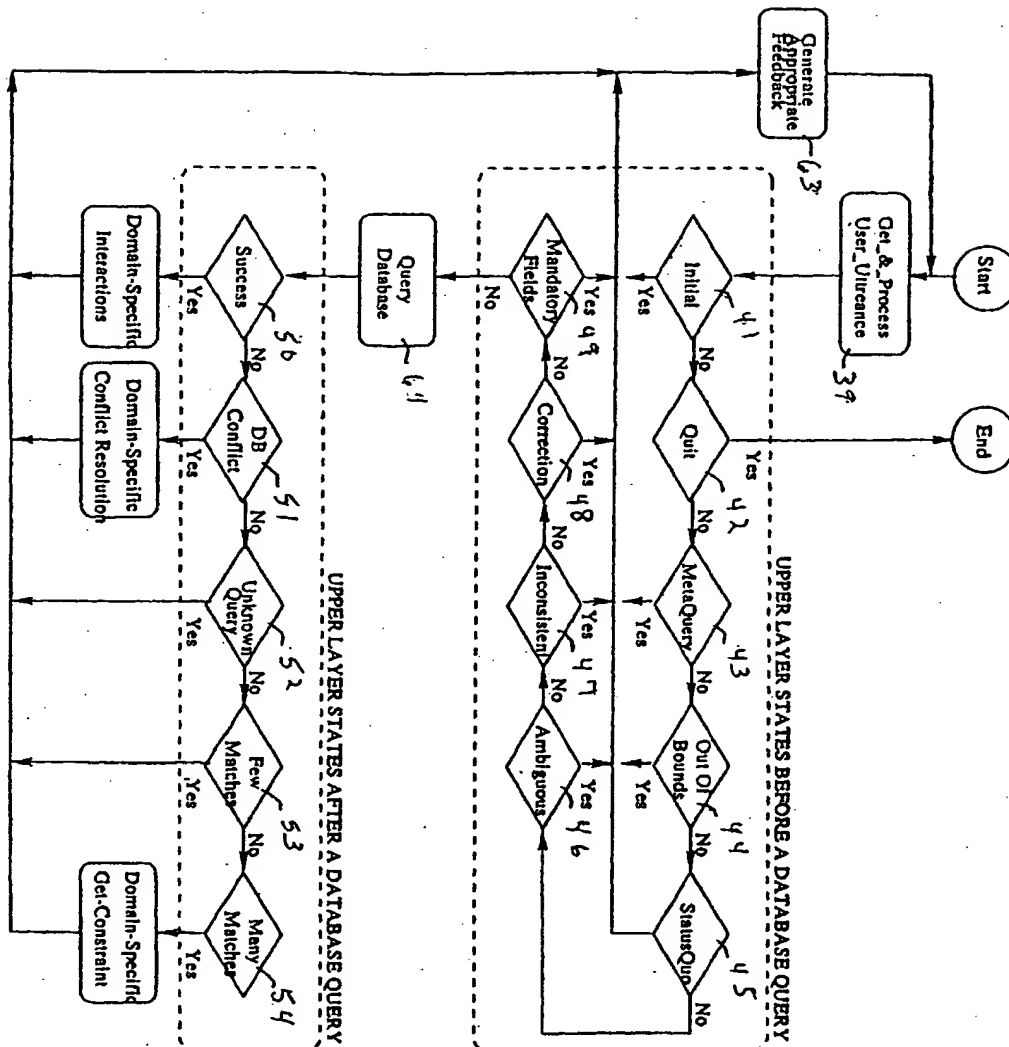 Start
End
Get_&_Process
User_Utterance
39
Generate
Appropriate
Feedback
63
UPPER LAYER STATES BEFORE A DATABASE QUERY
Initial
41
Yes
No
Quit
42
Yes
No
MetaQuery
43
Yes
No
Out Of
Bounds
44
Yes
No
StatusQuo
45
No
Ambiguous
46
Yes
No
Inconsistent
47
Yes
No
Correction
48
Yes
No
Mandatory
Fields
49
Yes
No
Query
Database
64
UPPER LAYER STATES AFTER A DATABASE QUERY
Success
50
Yes
No
DB
Conflict
51
Yes
No
Unknown
Query
52
Yes
No
Few
Matches
53
Yes
No
Many
Matches
54
Yes
Domain-Specific
Interactions
Domain-Specific
Conflict Resolution
Domain-Specific
Get-Constraint